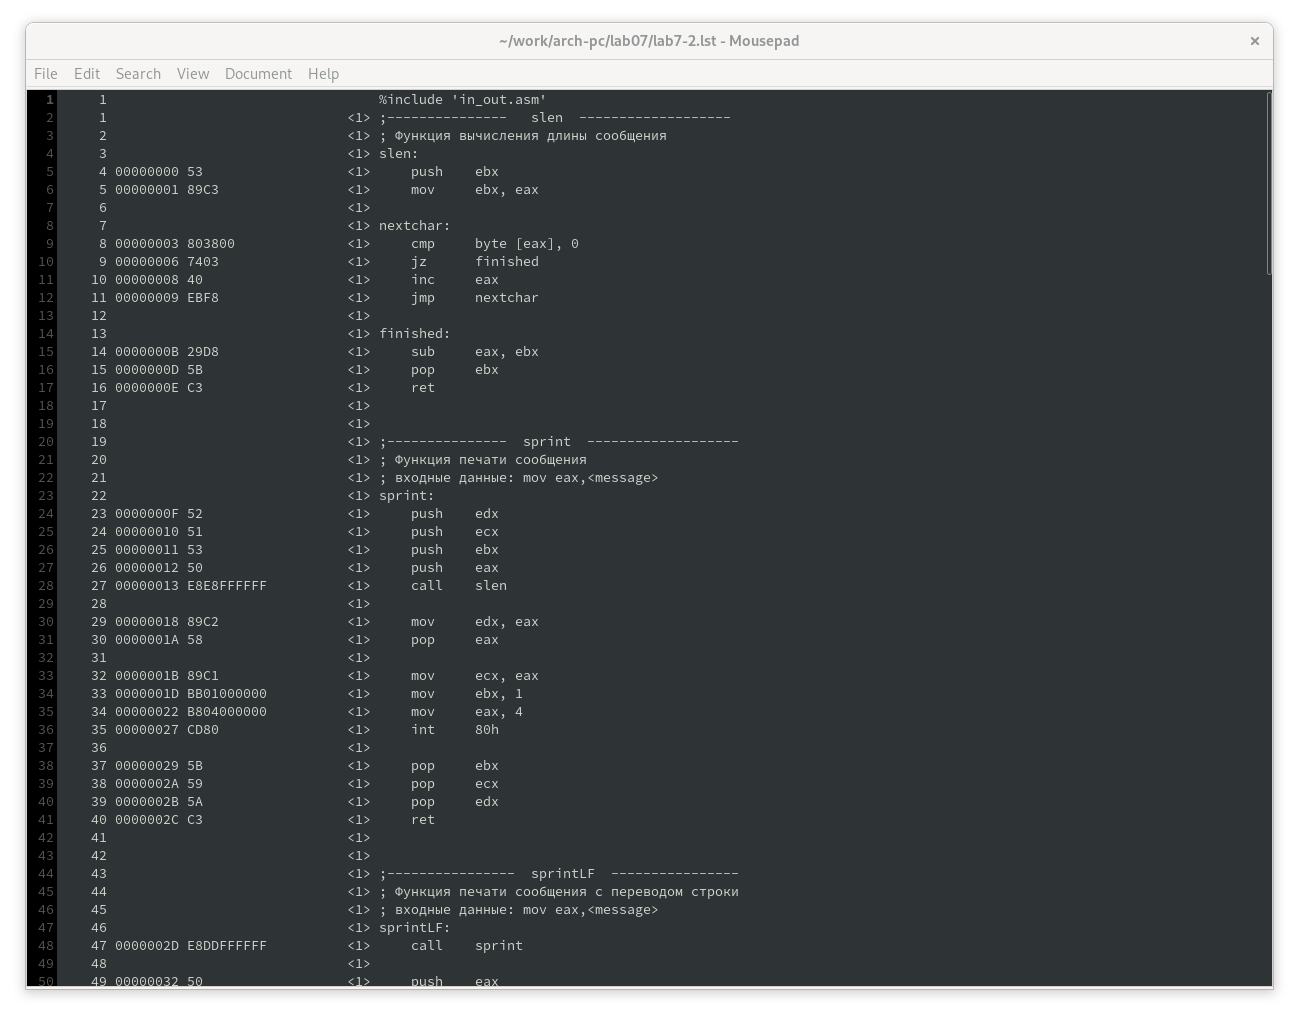 ~/work/arch-pc/lab07/lab7-2.lst - Mousepad ×
File Edit Search View Document Help
1 1 %include 'in_out.asm'
2 1 <1> ;--------------- slen -------------------
3 2 <1> ; Функция вычисления длины сообщения
4 3 <1> slen:
5 4 00000000 53 <1> push ebx
6 5 00000001 89C3 <1> mov ebx, eax
7 6 <1>
8 7 <1> nextchar:
9 8 00000003 803800 <1> cmp byte [eax], 0
10 9 00000006 7403 <1> jz finished
11 10 00000008 40 <1> inc eax
12 11 00000009 EBF8 <1> jmp nextchar
13 12 <1>
14 13 <1> finished:
15 14 0000000B 29D8 <1> sub eax, ebx
16 15 0000000D 5B <1> pop ebx
17 16 0000000E C3 <1> ret
18 17 <1>
19 18 <1>
20 19 <1> ;--------------- sprint -------------------
21 20 <1> ; Функция печати сообщения
22 21 <1> ; входные данные: mov eax,<message>
23 22 <1> sprint:
24 23 0000000F 52 <1> push edx
25 24 00000010 51 <1> push ecx
26 25 00000011 53 <1> push ebx
27 26 00000012 50 <1> push eax
28 27 00000013 E8E8FFFFFF <1> call slen
29 28 <1>
30 29 00000018 89C2 <1> mov edx, eax
31 30 0000001A 58 <1> pop eax
32 31 <1>
33 32 0000001B 89C1 <1> mov ecx, eax
34 33 0000001D BB01000000 <1> mov ebx, 1
35 34 00000022 B804000000 <1> mov eax, 4
36 35 00000027 CD80 <1> int 80h
37 36 <1>
38 37 00000029 5B <1> pop ebx
39 38 0000002A 59 <1> pop ecx
40 39 0000002B 5A <1> pop edx
41 40 0000002C C3 <1> ret
42 41 <1>
43 42 <1>
44 43 <1> ;---------------- sprintLF ----------------
45 44 <1> ; Функция печати сообщения с переводом строки
46 45 <1> ; входные данные: mov eax,<message>
47 46 <1> sprintLF:
48 47 0000002D E8DDFFFFFF <1> call sprint
49 48 <1>
50 49 00000032 50 <1> push eax